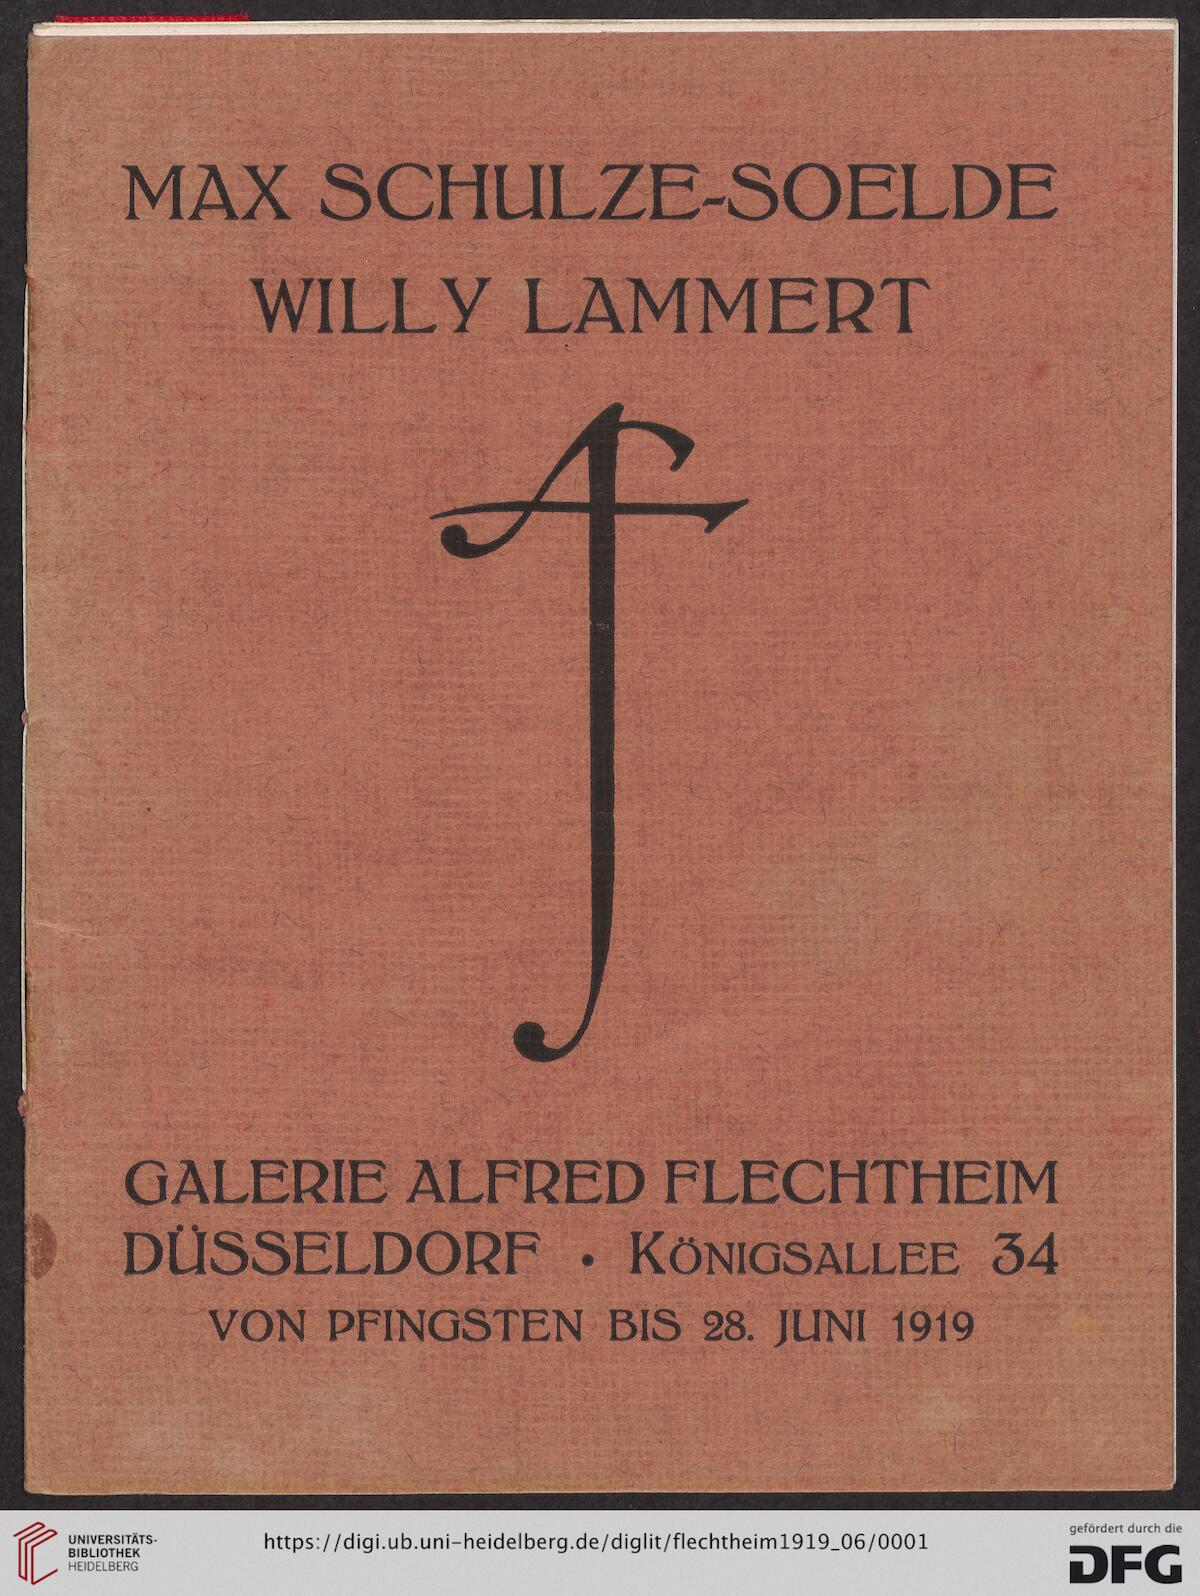 MAX SCHULZE-SOELDE
WILLY LAMMERT
AF
GALERIE ALFRED FLECHTHEIM
DÜSSELDORF • KÖNIGSALLEE 34
VON PFINGSTEN BIS 28. JUNI 1919
UNIVERSITÄTS-
BIBLIOTHEK
HEIDELBERG
https://digi.ub.uni-heidelberg.de/diglit/flechtheim1919_06/0001
gefördert durch die
DFG